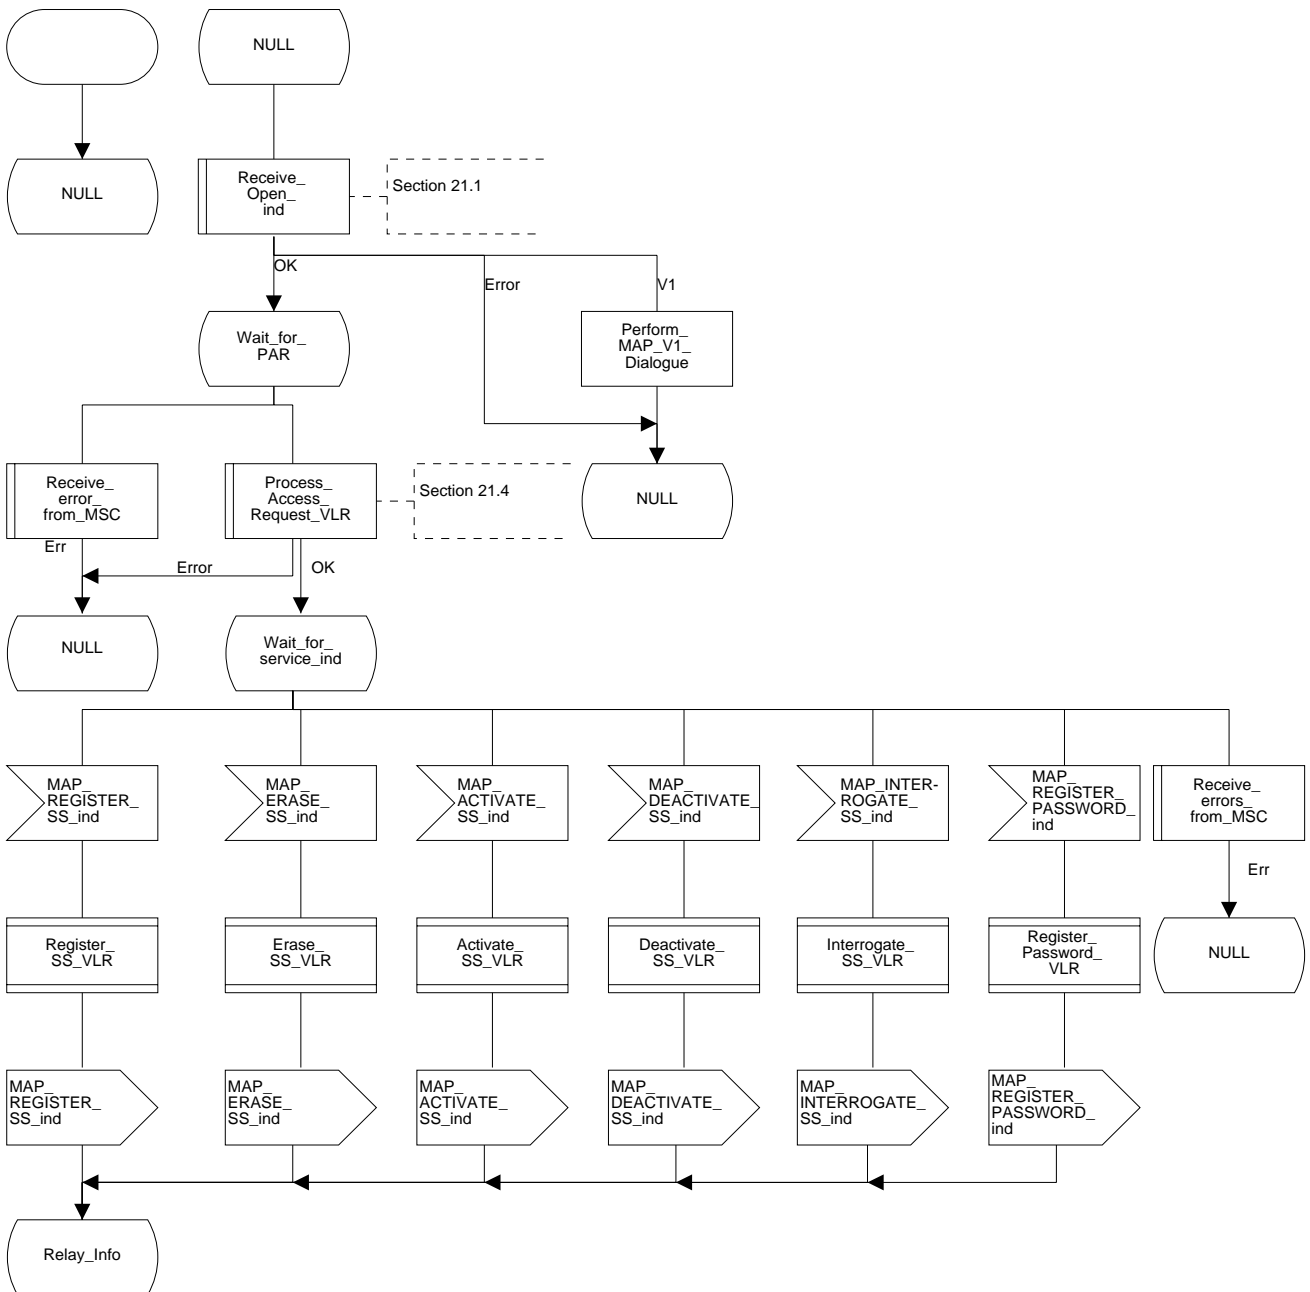 NULL
NULL
Receive_
Open_
ind
Section 21.1
OK
Error
V1
Wait_for_
PAR
Perform_
MAP_V1_
Dialogue
Receive_
error_
from_MSC
Process_
Access_
Request_VLR
Section 21.4
NULL
Err
Error
OK
NULL
Wait_for_
service_ind
MAP_
REGISTER_
SS_ind
MAP_
ERASE_
SS_ind
MAP_
ACTIVATE_
SS_ind
MAP_
DEACTIVATE_
SS_ind
MAP_INTER-
ROGATE_
SS_ind
MAP_
REGISTER_
PASSWORD_
ind
Receive_
errors_
from_MSC
Err
Register_
SS_VLR
Erase_
SS_VLR
Activate_
SS_VLR
Deactivate_
SS_VLR
Interrogate_
SS_VLR
Register_
Password_
VLR
NULL
MAP_
REGISTER_
SS_ind
MAP_
ERASE_
SS_ind
MAP_
ACTIVATE_
SS_ind
MAP_
DEACTIVATE_
SS_ind
MAP_
INTERROGATE_
SS_ind
MAP_
REGISTER_
PASSWORD_
ind
Relay_Info